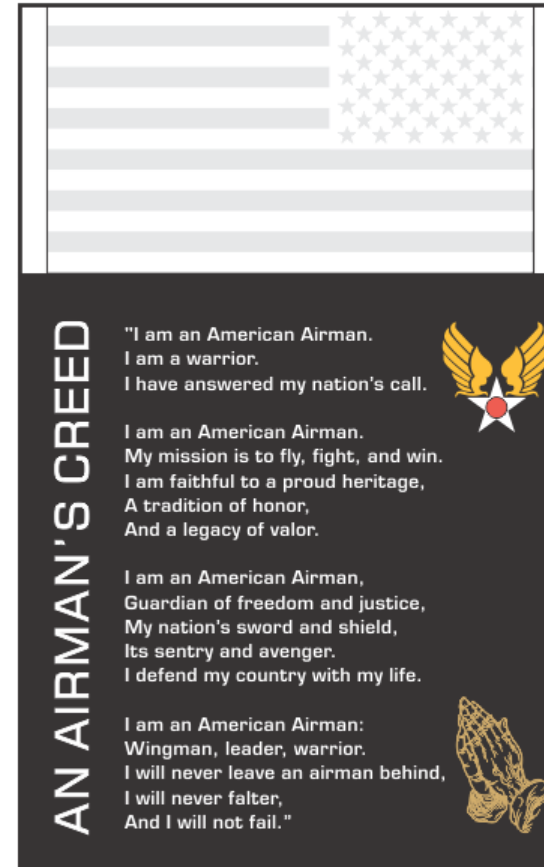 AN AIRMAN'S CREED
"I am an American Airman.
I am a warrior.
I have answered my nation's call.
I am an American Airman.
My mission is to fly, fight, and win.
I am faithful to a proud heritage,
A tradition of honor,
And a legacy of valor.
I am an American Airman,
Guardian of freedom and justice,
My nation's sword and shield,
Its sentry and avenger.
I defend my country with my life.
I am an American Airman:
Wingman, leader, warrior.
I will never leave an airman behind,
I will never falter,
And I will not fail."